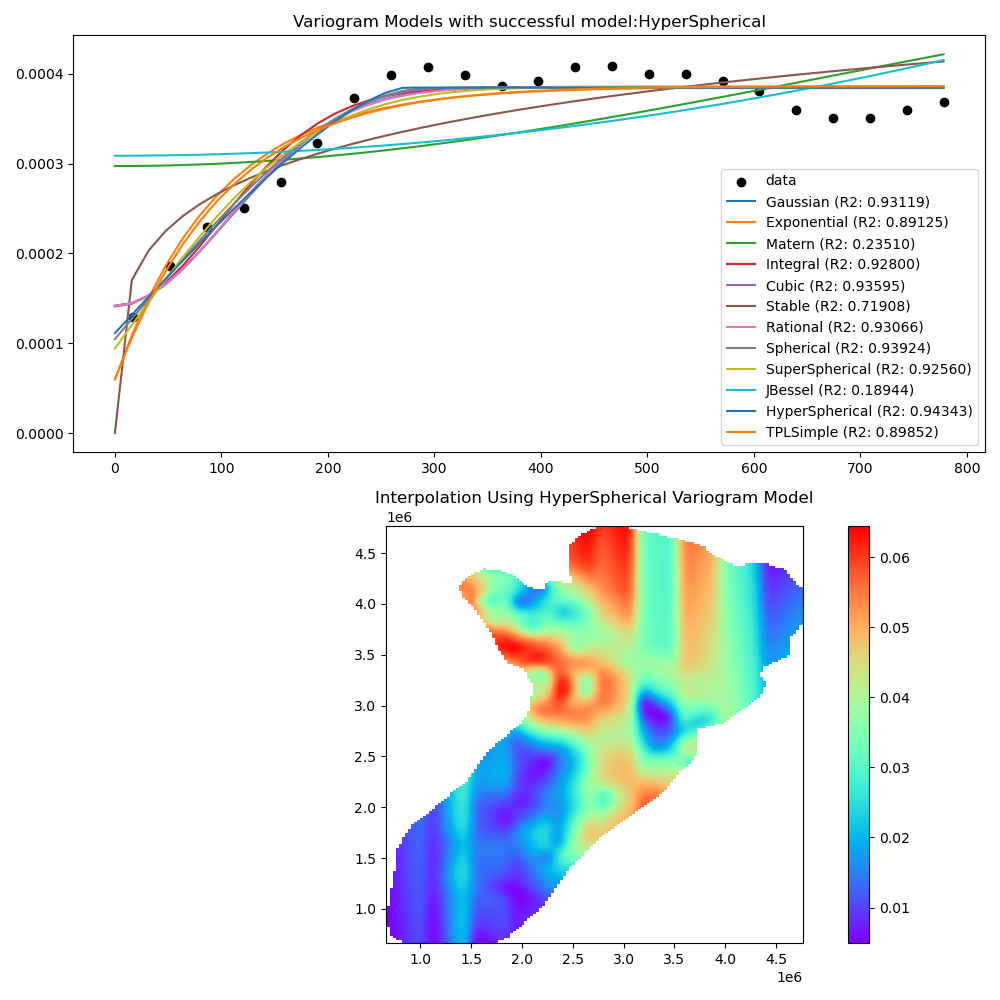 Variogram Models with successful model:HyperSpherical
0.0004
0.0003
0.0002
0.0001
0.0000
data
Gaussian (R2: 0.93119)
Exponential (R2: 0.89125)
Matern (R2: 0.23510)
Integral (R2: 0.92800)
Cubic (R2: 0.93595)
Stable (R2: 0.71908)
Rational (R2: 0.93066)
Spherical (R2: 0.93924)
SuperSpherical (R2: 0.92560)
JBessel (R2: 0.18944)
HyperSpherical (R2: 0.94343)
TPLSimple (R2: 0.89852)
0 100 200 300 400 500 600 700 800
Interpolation Using HyperSpherical Variogram Model
1e6
4.5
4.0
3.5
3.0
2.5
2.0
1.5
1.0
1.0 1.5 2.0 2.5 3.0 3.5 4.0 4.5
1e6
0.06
0.05
0.04
0.03
0.02
0.01